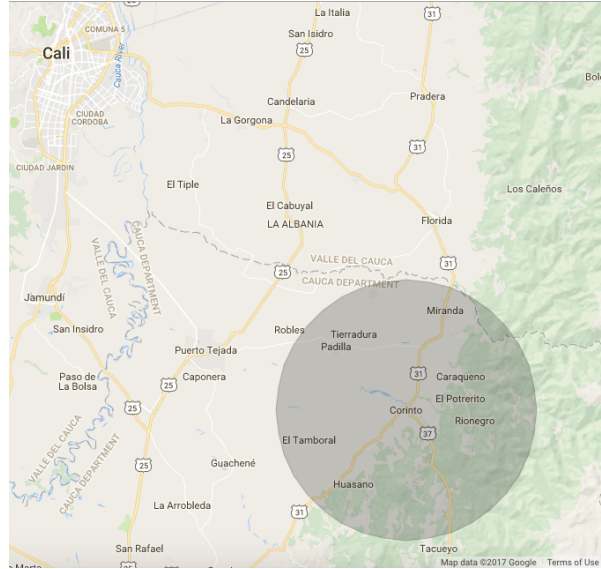 La Italia
31
San Isidro
25
COMUNA 5
Cali
Cauca River
Candelaria
Pradera
CIUDAD
CORDOBA
La Gorgona
31
25
CIUDAD JARDIN
El Tiple
Los Caleños
El Cabuyal
LA ALBANIA
Florida
VALLE DEL CAUCA
31
25
CAUCA DEPARTMENT
CAUCA DEPARTMENT
VALLE DEL CAUCA
Jamundí
Miranda
San Insidro
Robles
Tierradura
Padilla
Puerto Tejada
Paso de
La Bolsa
Caponera
25
31
Caraqueno
El Potrerito
25
Corinto
Rionegro
37
El Tamboral
VALLE DEL CAUCA
CAUCA DEPARTMENT
25
Guachené
Huasano
La Arrobleda
31
San Rafael
Tacueyo
Map data ©2017 Google
Terms of Use